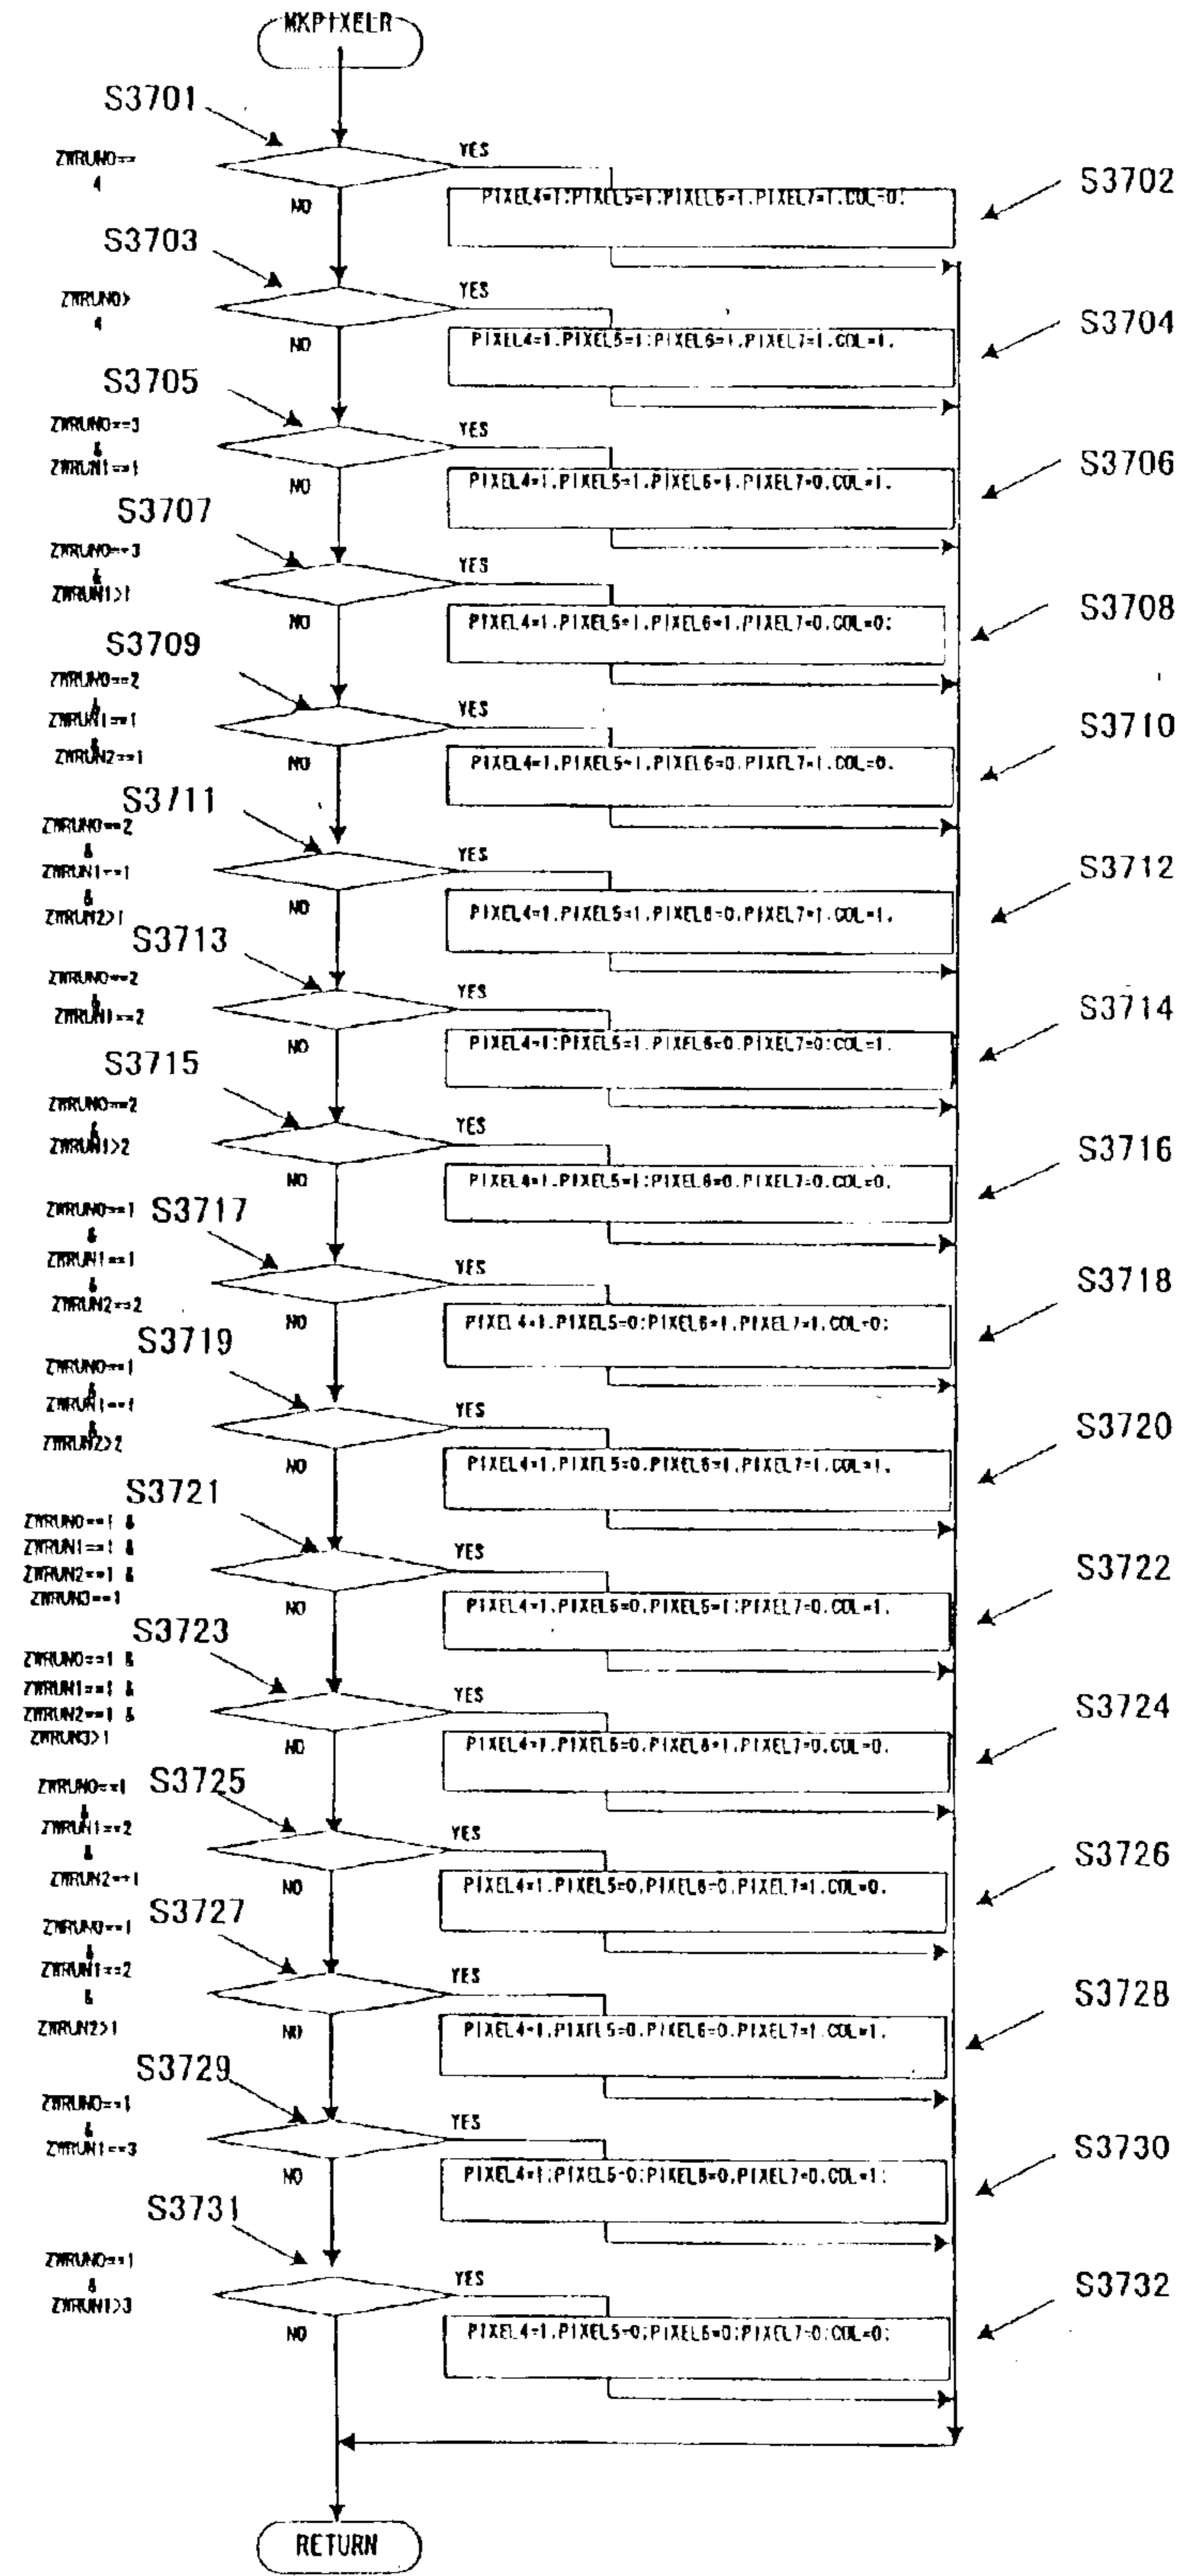 MKPIXELR
S3701
ZWRUN0==
4
YES
NO
PIXEL4=1;PIXEL5=1;PIXEL6=1,PIXEL7=1,COL=0;
S3702
S3703
ZWRUN0>
4
YES
NO
PIXEL4=1,PIXEL5=1;PIXEL6=1,PIXEL7=1,COL=1,
S3704
S3705
ZWRUN0==3
&
ZWRUN1==1
YES
NO
PIXEL4=1,PIXEL5=1,PIXEL6=1,PIXEL7=0,COL=1,
S3706
S3707
ZWRUN0==3
&
ZWRUN1>1
YES
NO
PIXEL4=1,PIXEL5=1,PIXEL6=1,PIXEL7=0,COL=0;
S3708
S3709
ZWRUN0==2
&
ZWRUN1==1
&
ZWRUN2==1
YES
NO
PIXEL4=1,PIXEL5=1,PIXEL6=0,PIXEL7=1,COL=0,
S3710
S3711
ZWRUN0==2
&
ZWRUN1==1
&
ZWRUN2>1
YES
NO
PIXEL4=1,PIXEL5=1,PIXEL6=0,PIXEL7=1,COL=1,
S3712
S3713
ZWRUN0==2
&
ZWRUN1==2
YES
NO
PIXEL4=1;PIXEL5=1,PIXEL6=0,PIXEL7=0;COL=1,
S3714
S3715
ZWRUN0==2
&
ZWRUN1>2
YES
NO
PIXEL4=1,PIXEL5=1;PIXEL6=0,PIXEL7=0,COL=0,
S3716
S3717
ZWRUN0==1
&
ZWRUN1==1
&
ZWRUN2==2
YES
NO
PIXEL4=1,PIXEL5=0;PIXEL6=1,PIXEL7=1,COL=0;
S3718
S3719
ZWRUN0==1
&
ZWRUN1==1
&
ZWRUN2>2
YES
NO
PIXEL4=1,PIXEL5=0,PIXEL6=1,PIXEL7=1,COL=1,
S3720
S3721
ZWRUN0==1 &
ZWRUN1==1 &
ZWRUN2==1 &
ZWRUN3==1
YES
NO
PIXEL4=1,PIXEL5=0,PIXEL6=1;PIXEL7=0,COL=1,
S3722
S3723
ZWRUN0==1 &
ZWRUN1==1 &
ZWRUN2==1 &
ZWRUN3>1
YES
NO
PIXEL4=1,PIXEL5=0,PIXEL6=1,PIXEL7=0,COL=0,
S3724
S3725
ZWRUN0==1
&
ZWRUN1==2
&
ZWRUN2==1
YES
NO
PIXEL4=1,PIXEL5=0,PIXEL6=0,PIXEL7=1,COL=0,
S3726
S3727
ZWRUN0==1
&
ZWRUN1==2
&
ZWRUN2>1
YES
NO
PIXEL4=1,PIXEL5=0,PIXEL6=0,PIXEL7=1,COL=1,
S3728
S3729
ZWRUN0==1
&
ZWRUN1==3
YES
NO
PIXEL4=1;PIXEL5=0;PIXEL6=0,PIXEL7=0,COL=1;
S3730
S3731
ZWRUN0==1
&
ZWRUN1>3
YES
NO
PIXEL4=1,PIXEL5=0;PIXEL6=0;PIXEL7=0;COL=0;
S3732
RETURN